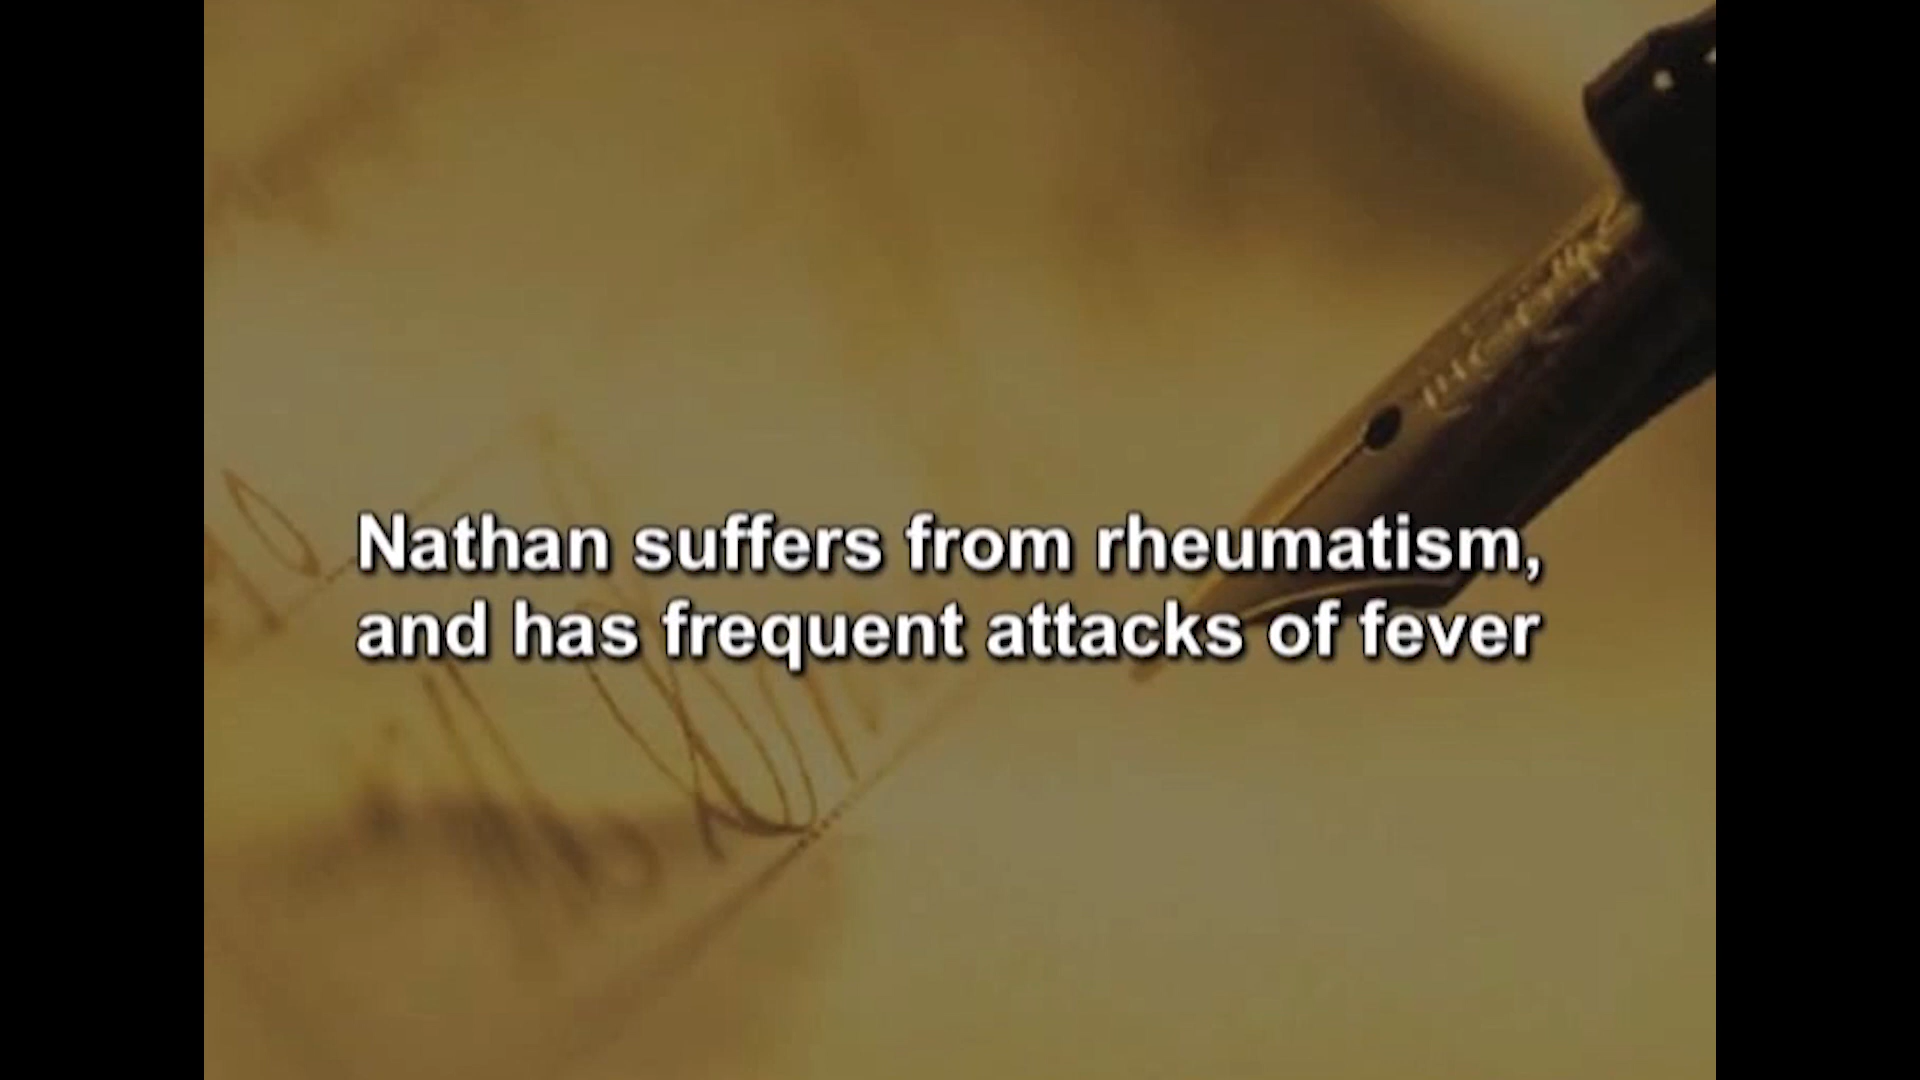 Nathan suffers from rheumatism,
and has frequent attacks of fever